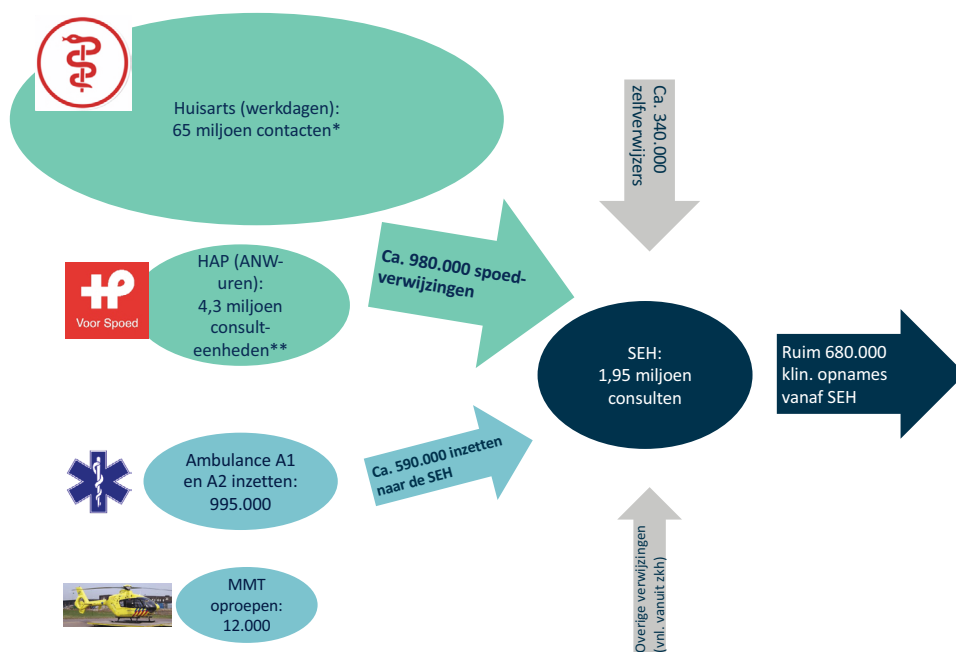 Huisarts (werkdagen):
65 miljoen contacten*
Ca. 340.000
zelfverwijzers
HAP (ANW-
uren):
4,3 miljoen
consult-
eenheden**
Voor Spoed
Ca. 980.000 spoed-
verwijzingen
SEH:
1,95 miljoen
consulten
Ruim 680.000
klin. opnames
vanaf SEH
Ambulance A1
en A2 inzetten:
995.000
Ca. 590.000 inzetten
naar de SEH
MMT
oproepen:
12.000
Overige verwijzingen
(vnl. vanuit zkh)